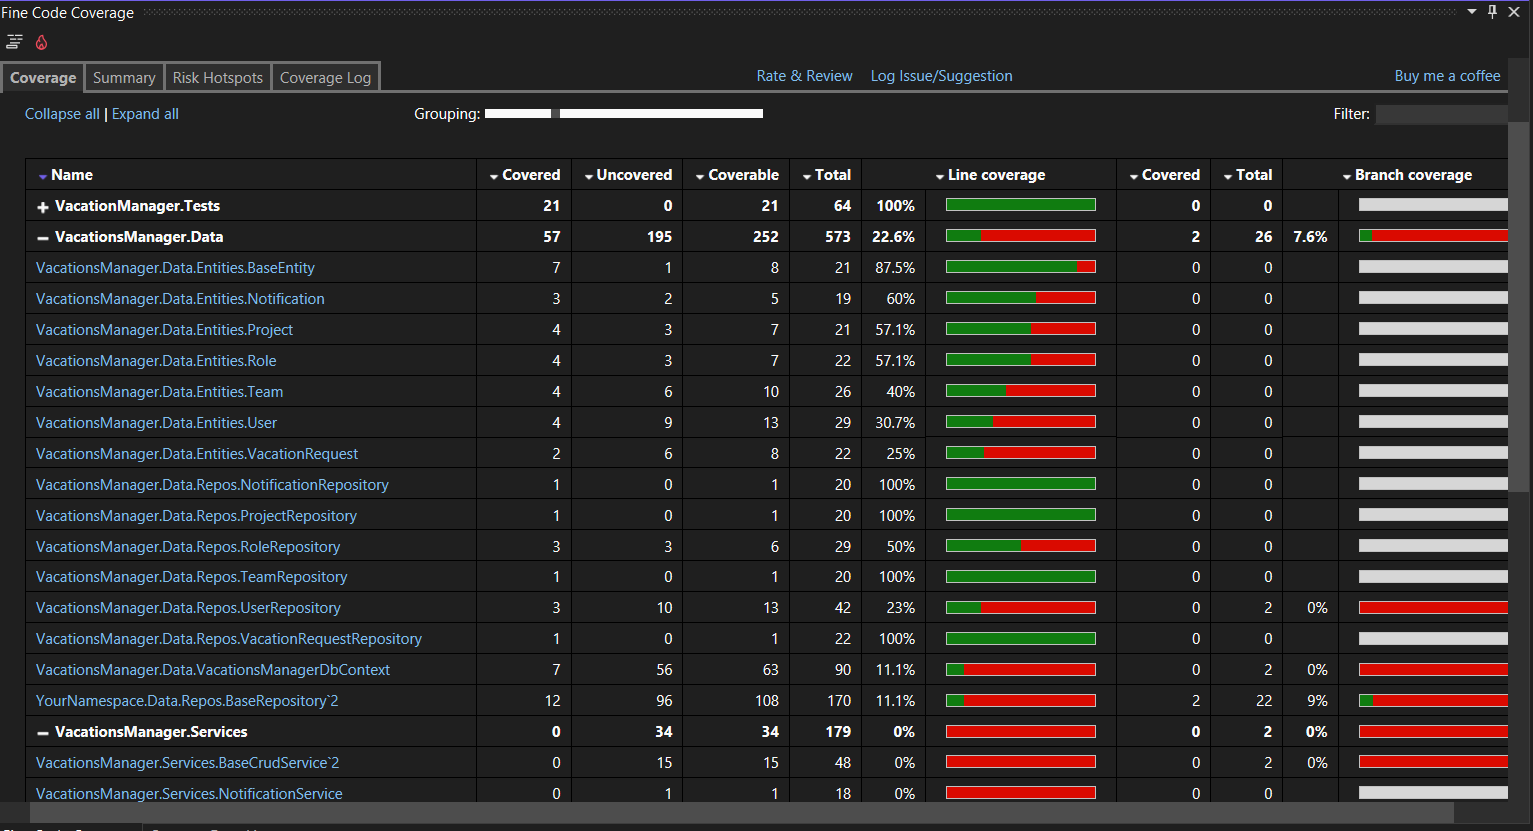 Fine Code Coverage
Coverage Summary Risk Hotspots Coverage Log Rate & Review Log Issue/Suggestion Buy me a coffee
Collapse all | Expand all Grouping: Filter:
Name Covered Uncovered Coverable Total Line coverage Covered Total Branch coverage
VacationManager.Tests 21 0 21 64 100% 0 0
VacationsManager.Data 57 195 252 573 22.6% 2 26 7.6%
VacationsManager.Data.Entities.BaseEntity 7 1 8 21 87.5% 0 0
VacationsManager.Data.Entities.Notification 3 2 5 19 60% 0 0
VacationsManager.Data.Entities.Project 4 3 7 21 57.1% 0 0
VacationsManager.Data.Entities.Role 4 3 7 22 57.1% 0 0
VacationsManager.Data.Entities.Team 4 6 10 26 40% 0 0
VacationsManager.Data.Entities.User 4 9 13 29 30.7% 0 0
VacationsManager.Data.Entities.VacationRequest 2 6 8 22 25% 0 0
VacationsManager.Data.Repos.NotificationRepository 1 0 1 20 100% 0 0
VacationsManager.Data.Repos.ProjectRepository 1 0 1 20 100% 0 0
VacationsManager.Data.Repos.RoleRepository 3 3 6 29 50% 0 0
VacationsManager.Data.Repos.TeamRepository 1 0 1 20 100% 0 0
VacationsManager.Data.Repos.UserRepository 3 10 13 42 23% 0 2 0%
VacationsManager.Data.Repos.VacationRequestRepository 1 0 1 22 100% 0 0
VacationsManager.Data.VacationsManagerDbContext 7 56 63 90 11.1% 0 2 0%
YourNamespace.Data.Repos.BaseRepository`2 12 96 108 170 11.1% 2 22 9%
VacationsManager.Services 0 34 34 179 0% 0 2 0%
VacationsManager.Services.BaseCrudService`2 0 15 15 48 0% 0 2 0%
VacationsManager.Services.NotificationService 0 1 1 18 0% 0 0